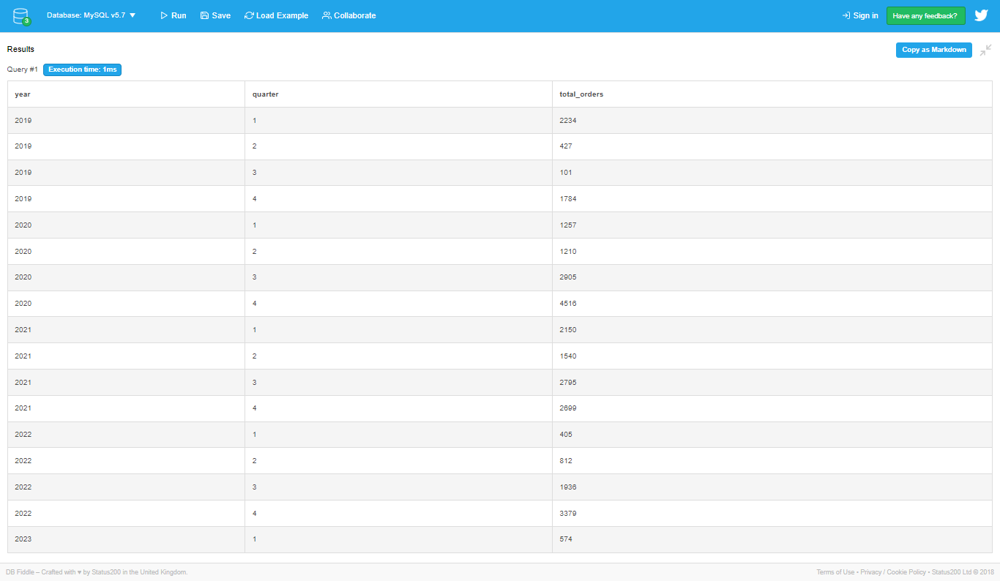 3 Database: MySQL v5.7 Run Save Load Example Collaborate Sign in Have any feedback?
Results Copy as Markdown
Query #1 Execution time: 1ms
year quarter total_orders
2019 1 2234
2019 2 427
2019 3 101
2019 4 1784
2020 1 1257
2020 2 1210
2020 3 2905
2020 4 4516
2021 1 2150
2021 2 1540
2021 3 2795
2021 4 2699
2022 1 405
2022 2 812
2022 3 1936
2022 4 3379
2023 1 574
DB Fiddle – Crafted with ♥ by Status200 in the United Kingdom. Terms of Use • Privacy / Cookie Policy • Status200 Ltd © 2018